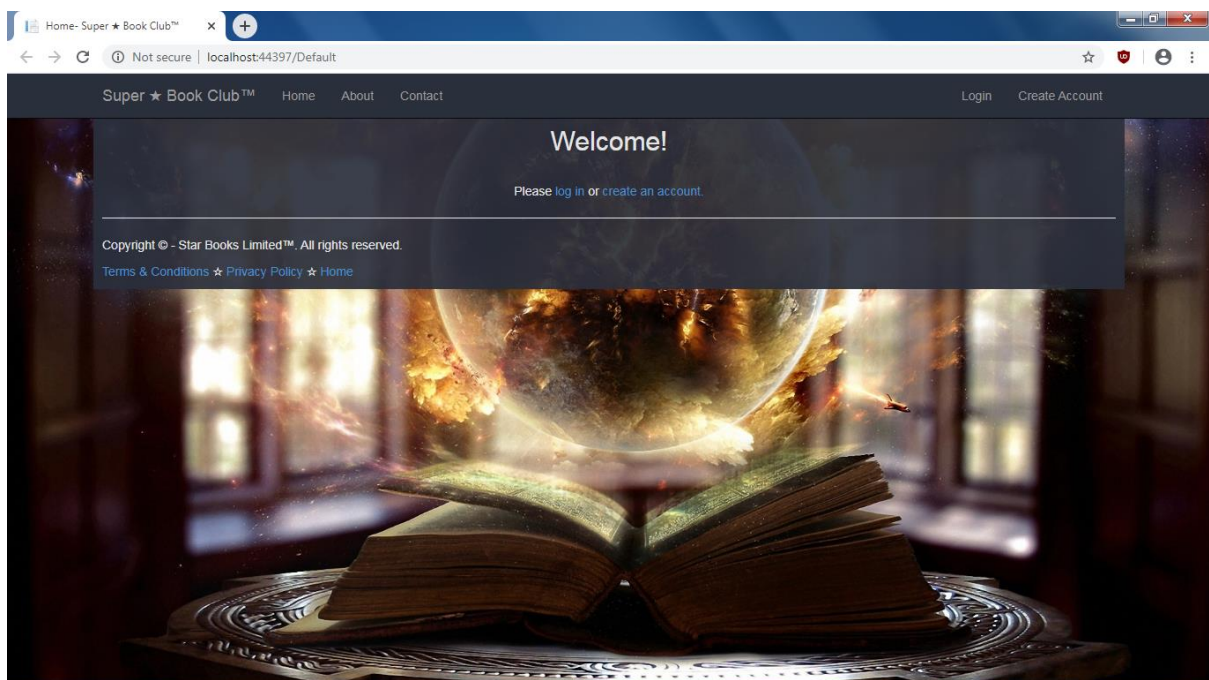 Home- Super ★ Book Club™
Not secure | localhost:44397/Default
Super ★ Book Club™ Home About Contact Login Create Account
Welcome!
Please log in or create an account.
Copyright © - Star Books Limited™. All rights reserved.
Terms & Conditions ☆ Privacy Policy ☆ Home